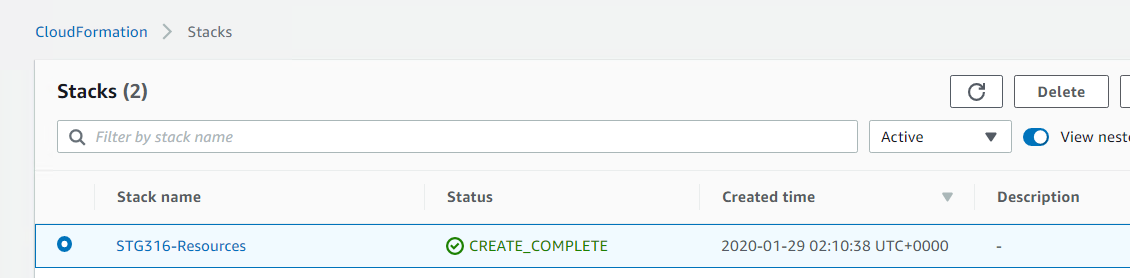 CloudFormation > Stacks
Stacks (2)
Delete
Filter by stack name
Active
View nest
Stack name Status Created time Description
STG316-Resources CREATE_COMPLETE 2020-01-29 02:10:38 UTC+0000 -